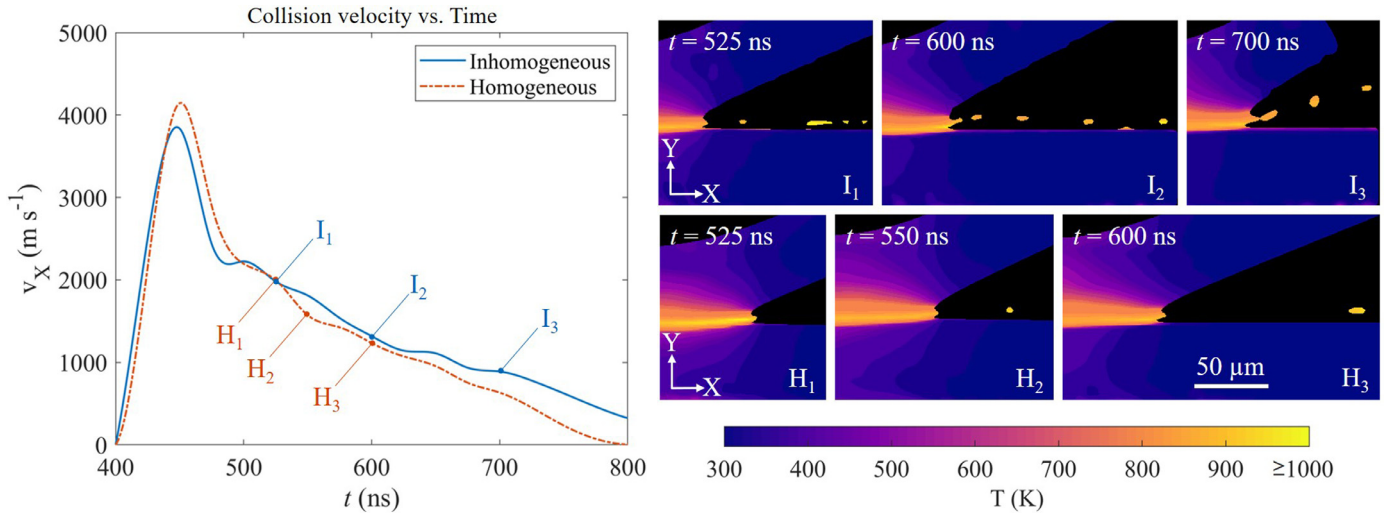 Collision velocity vs. Time
5000
4000
3000
2000
1000
0
v_X (m s⁻¹)
Inhomogeneous
Homogeneous
I₁
I₂
I₃
H₁
H₂
H₃
400
500
600
700
800
t (ns)
t = 525 ns
Y
X
I₁
t = 600 ns
I₂
t = 700 ns
I₃
t = 525 ns
Y
X
H₁
t = 550 ns
H₂
t = 600 ns
50 µm
H₃
300
400
500
600
700
800
900
≥1000
T (K)